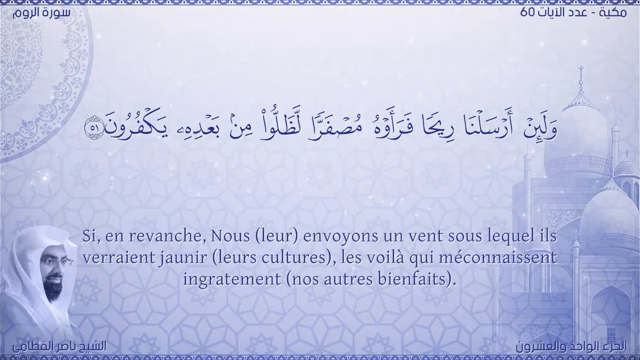 سورة الروم
مكية - عدد الآيات 60
وَلَئِنْ أَرْسَلْنَا رِيحًا فَرَأَوْهُ مُصْفَرًّا لَّظَلُّوا۟ مِنۢ بَعْدِهِۦ يَكْفُرُونَ ٥١
Si, en revanche, Nous (leur) envoyons un vent sous lequel ils
verraient jaunir (leurs cultures), les voilà qui méconnaissent
ingratement (nos autres bienfaits).
الشيخ ناصر القطامي
الجزء الواحد والعشرون